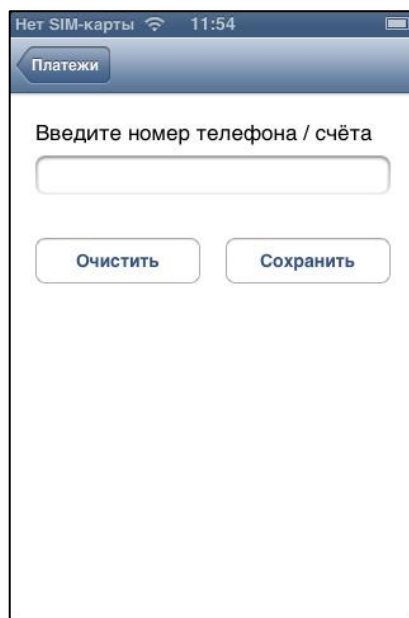 Нет SIM-карты 11:54
Платежи
Введите номер телефона / счёта
Очистить Сохранить